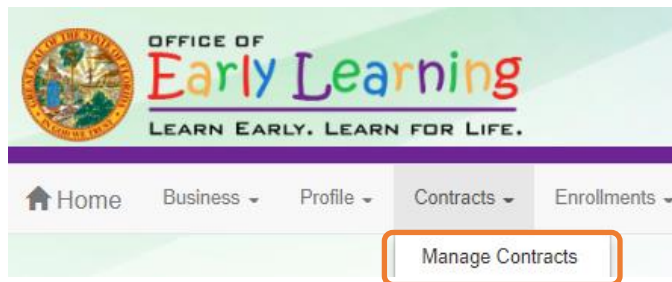 OFFICE OF
Early Learning
LEARN EARLY. LEARN FOR LIFE.
Home Business Profile Contracts Enrollments
Manage Contracts